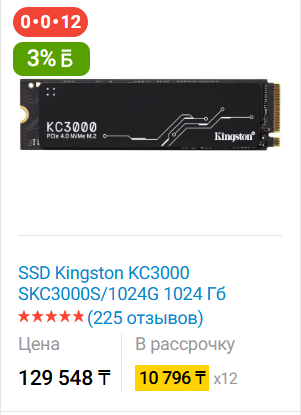 0·0·12
3% Б
KC3000
PCIe 4.0 NVMe M.2
Kingston
SSD Kingston KC3000
SKC3000S/1024G 1024 Гб
(225 отзывов)
Цена
В рассрочку
129 548 ₸
10 796 ₸ x12